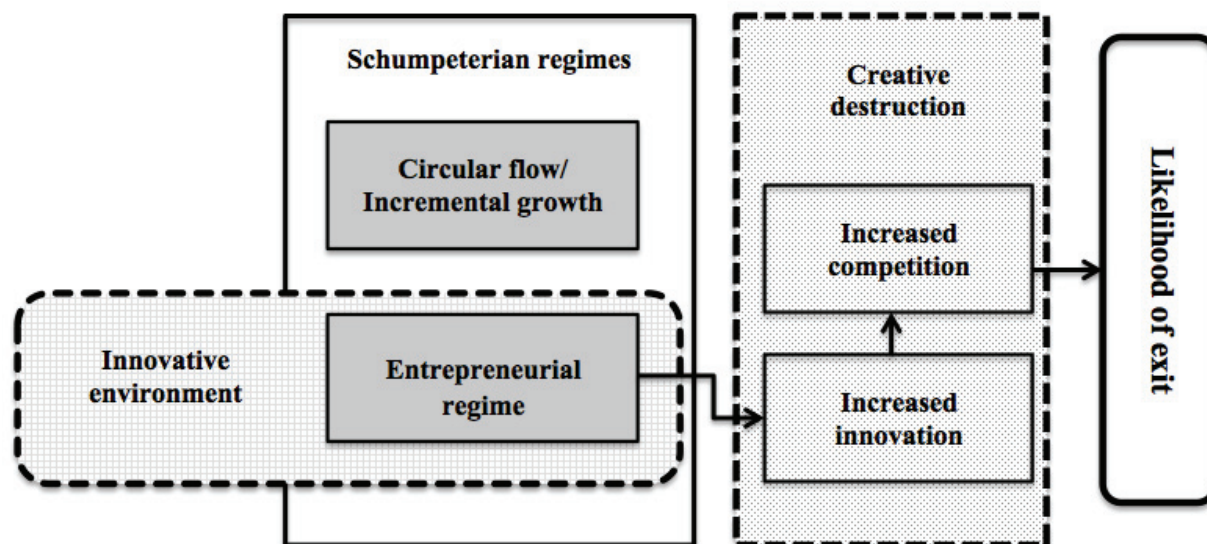 Schumpeterian regimes
Circular flow/
Incremental growth
Innovative
environment
Entrepreneurial
regime
Creative
destruction
Increased
competition
Increased
innovation
Likelihood of exit